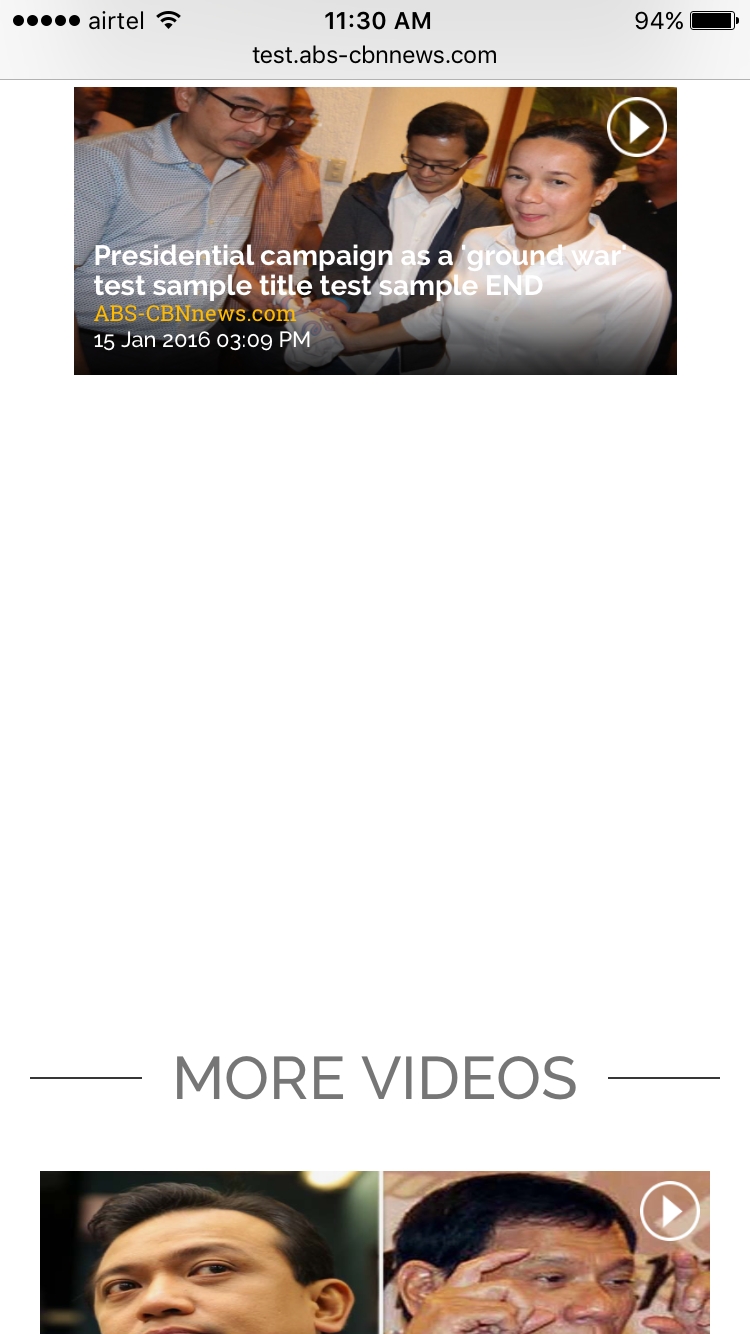 airtel 11:30 AM 94%
test.abs-cbnnews.com
Presidential campaign as a 'ground war'
test sample title test sample END
ABS-CBNnews.com
15 Jan 2016 03:09 PM
MORE VIDEOS